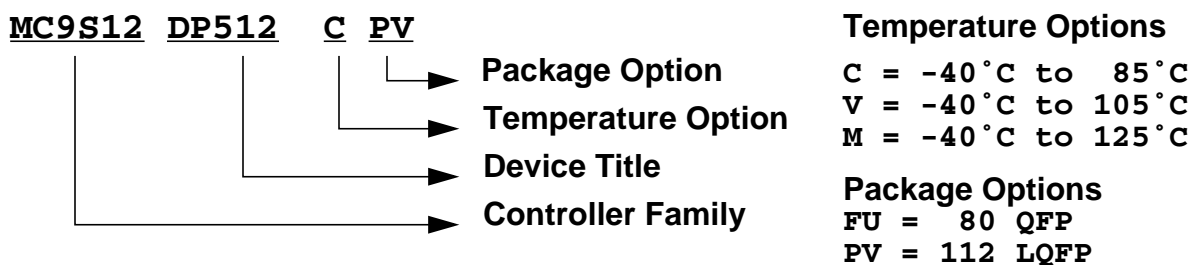 MC9S12 DP512 C PV
Package Option
Temperature Option
Device Title
Controller Family
Temperature Options
C = -40˚C to 85˚C
V = -40˚C to 105˚C
M = -40˚C to 125˚C
Package Options
FU = 80 QFP
PV = 112 LQFP